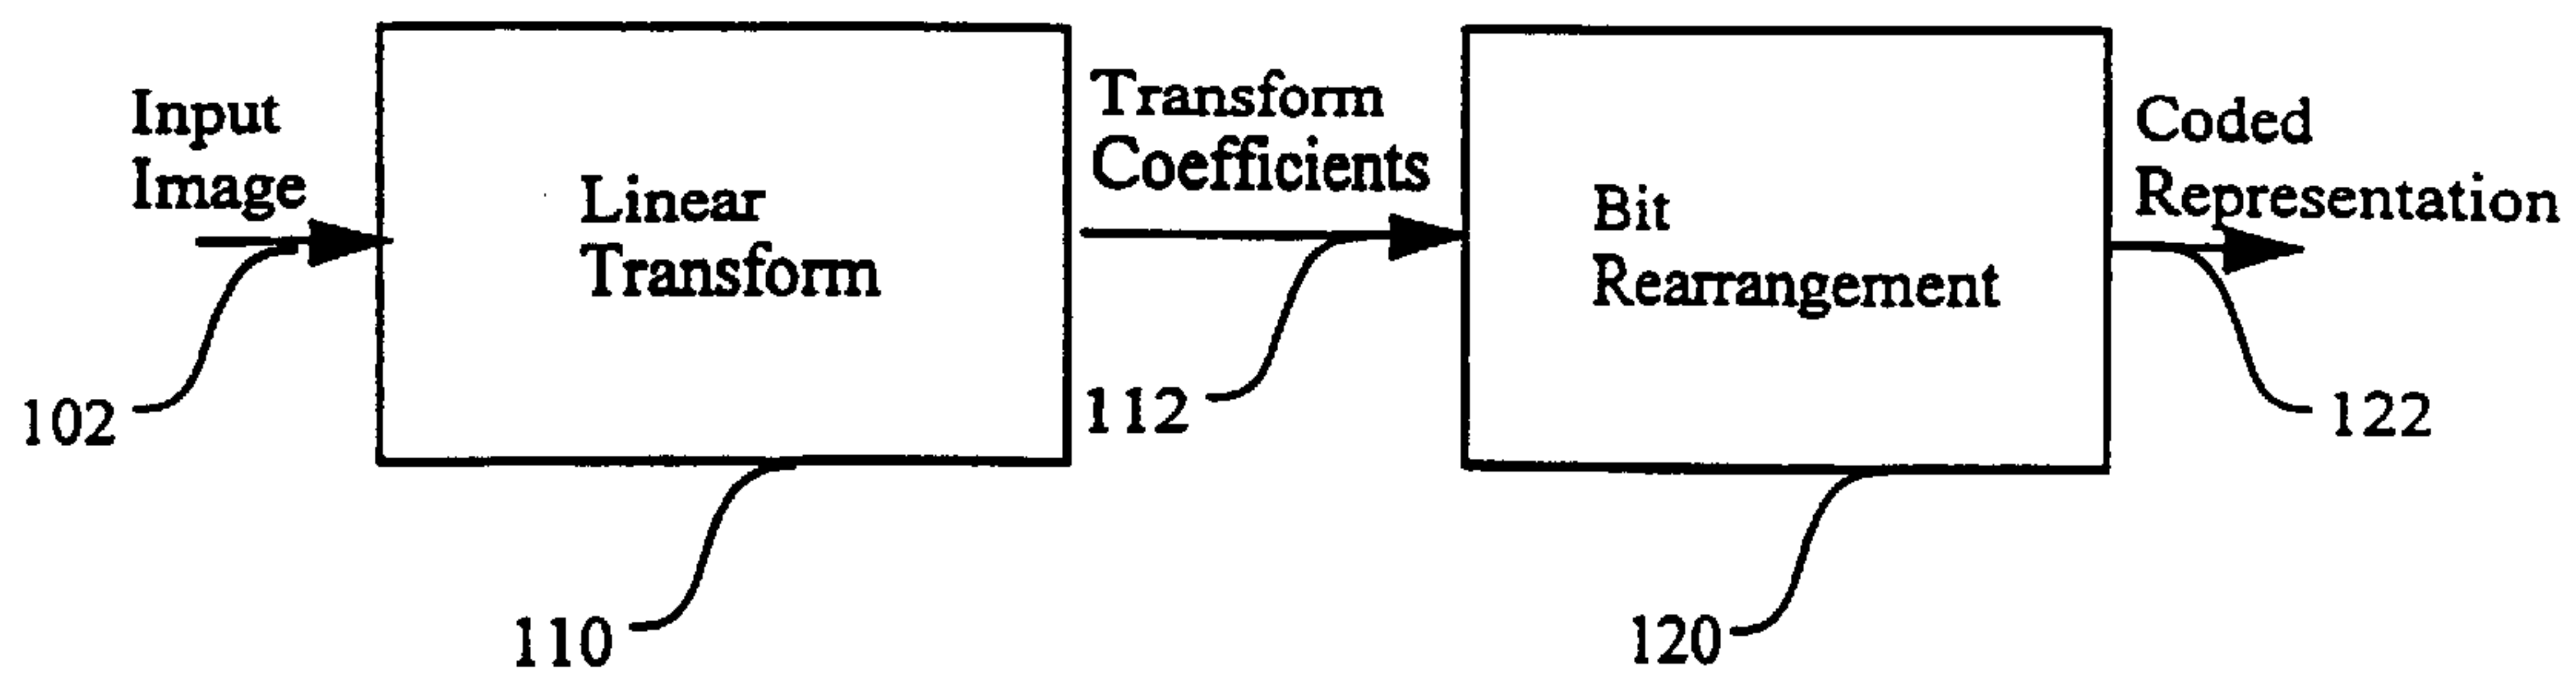 Input
Image
Linear
Transform
Transform
Coefficients
Bit
Rearrangement
Coded
Representation
102
112
122
110
120